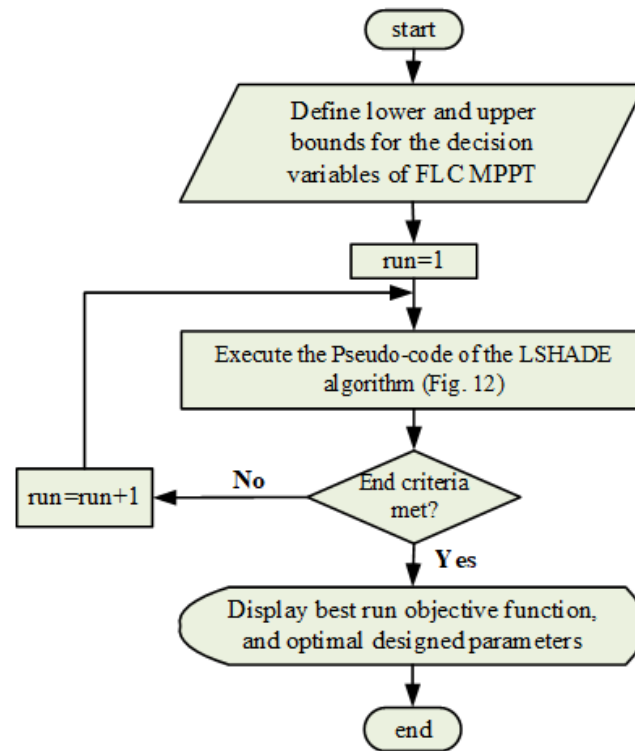 start
Define lower and upper
bounds for the decision
variables of FLC MPPT
run=1
Execute the Pseudo-code of the LSHADE
algorithm (Fig. 12)
End criteria
met?
No
run=run+1
Yes
Display best run objective function,
and optimal designed parameters
end